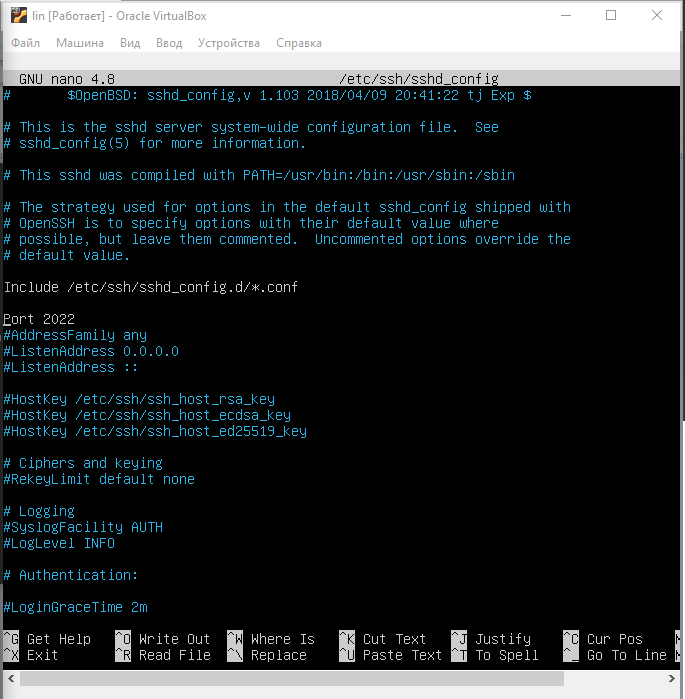 lin [Работает] - Oracle VirtualBox
Файл Машина Вид Ввод Устройства Справка
GNU nano 4.8 /etc/ssh/sshd_config
# $OpenBSD: sshd_config,v 1.103 2018/04/09 20:41:22 tj Exp $
# This is the sshd server system-wide configuration file. See
# sshd_config(5) for more information.
# This sshd was compiled with PATH=/usr/bin:/bin:/usr/sbin:/sbin
# The strategy used for options in the default sshd_config shipped with
# OpenSSH is to specify options with their default value where
# possible, but leave them commented. Uncommented options override the
# default value.
Include /etc/ssh/sshd_config.d/*.conf
Port 2022
#AddressFamily any
#ListenAddress 0.0.0.0
#ListenAddress ::
#HostKey /etc/ssh/ssh_host_rsa_key
#HostKey /etc/ssh/ssh_host_ecdsa_key
#HostKey /etc/ssh/ssh_host_ed25519_key
# Ciphers and keying
#RekeyLimit default none
# Logging
#SyslogFacility AUTH
#LogLevel INFO
# Authentication:
#LoginGraceTime 2m
^G Get Help ^O Write Out ^W Where Is ^K Cut Text ^J Justify ^C Cur Pos
^X Exit ^R Read File ^\ Replace ^U Paste Text ^T To Spell ^_ Go To Line